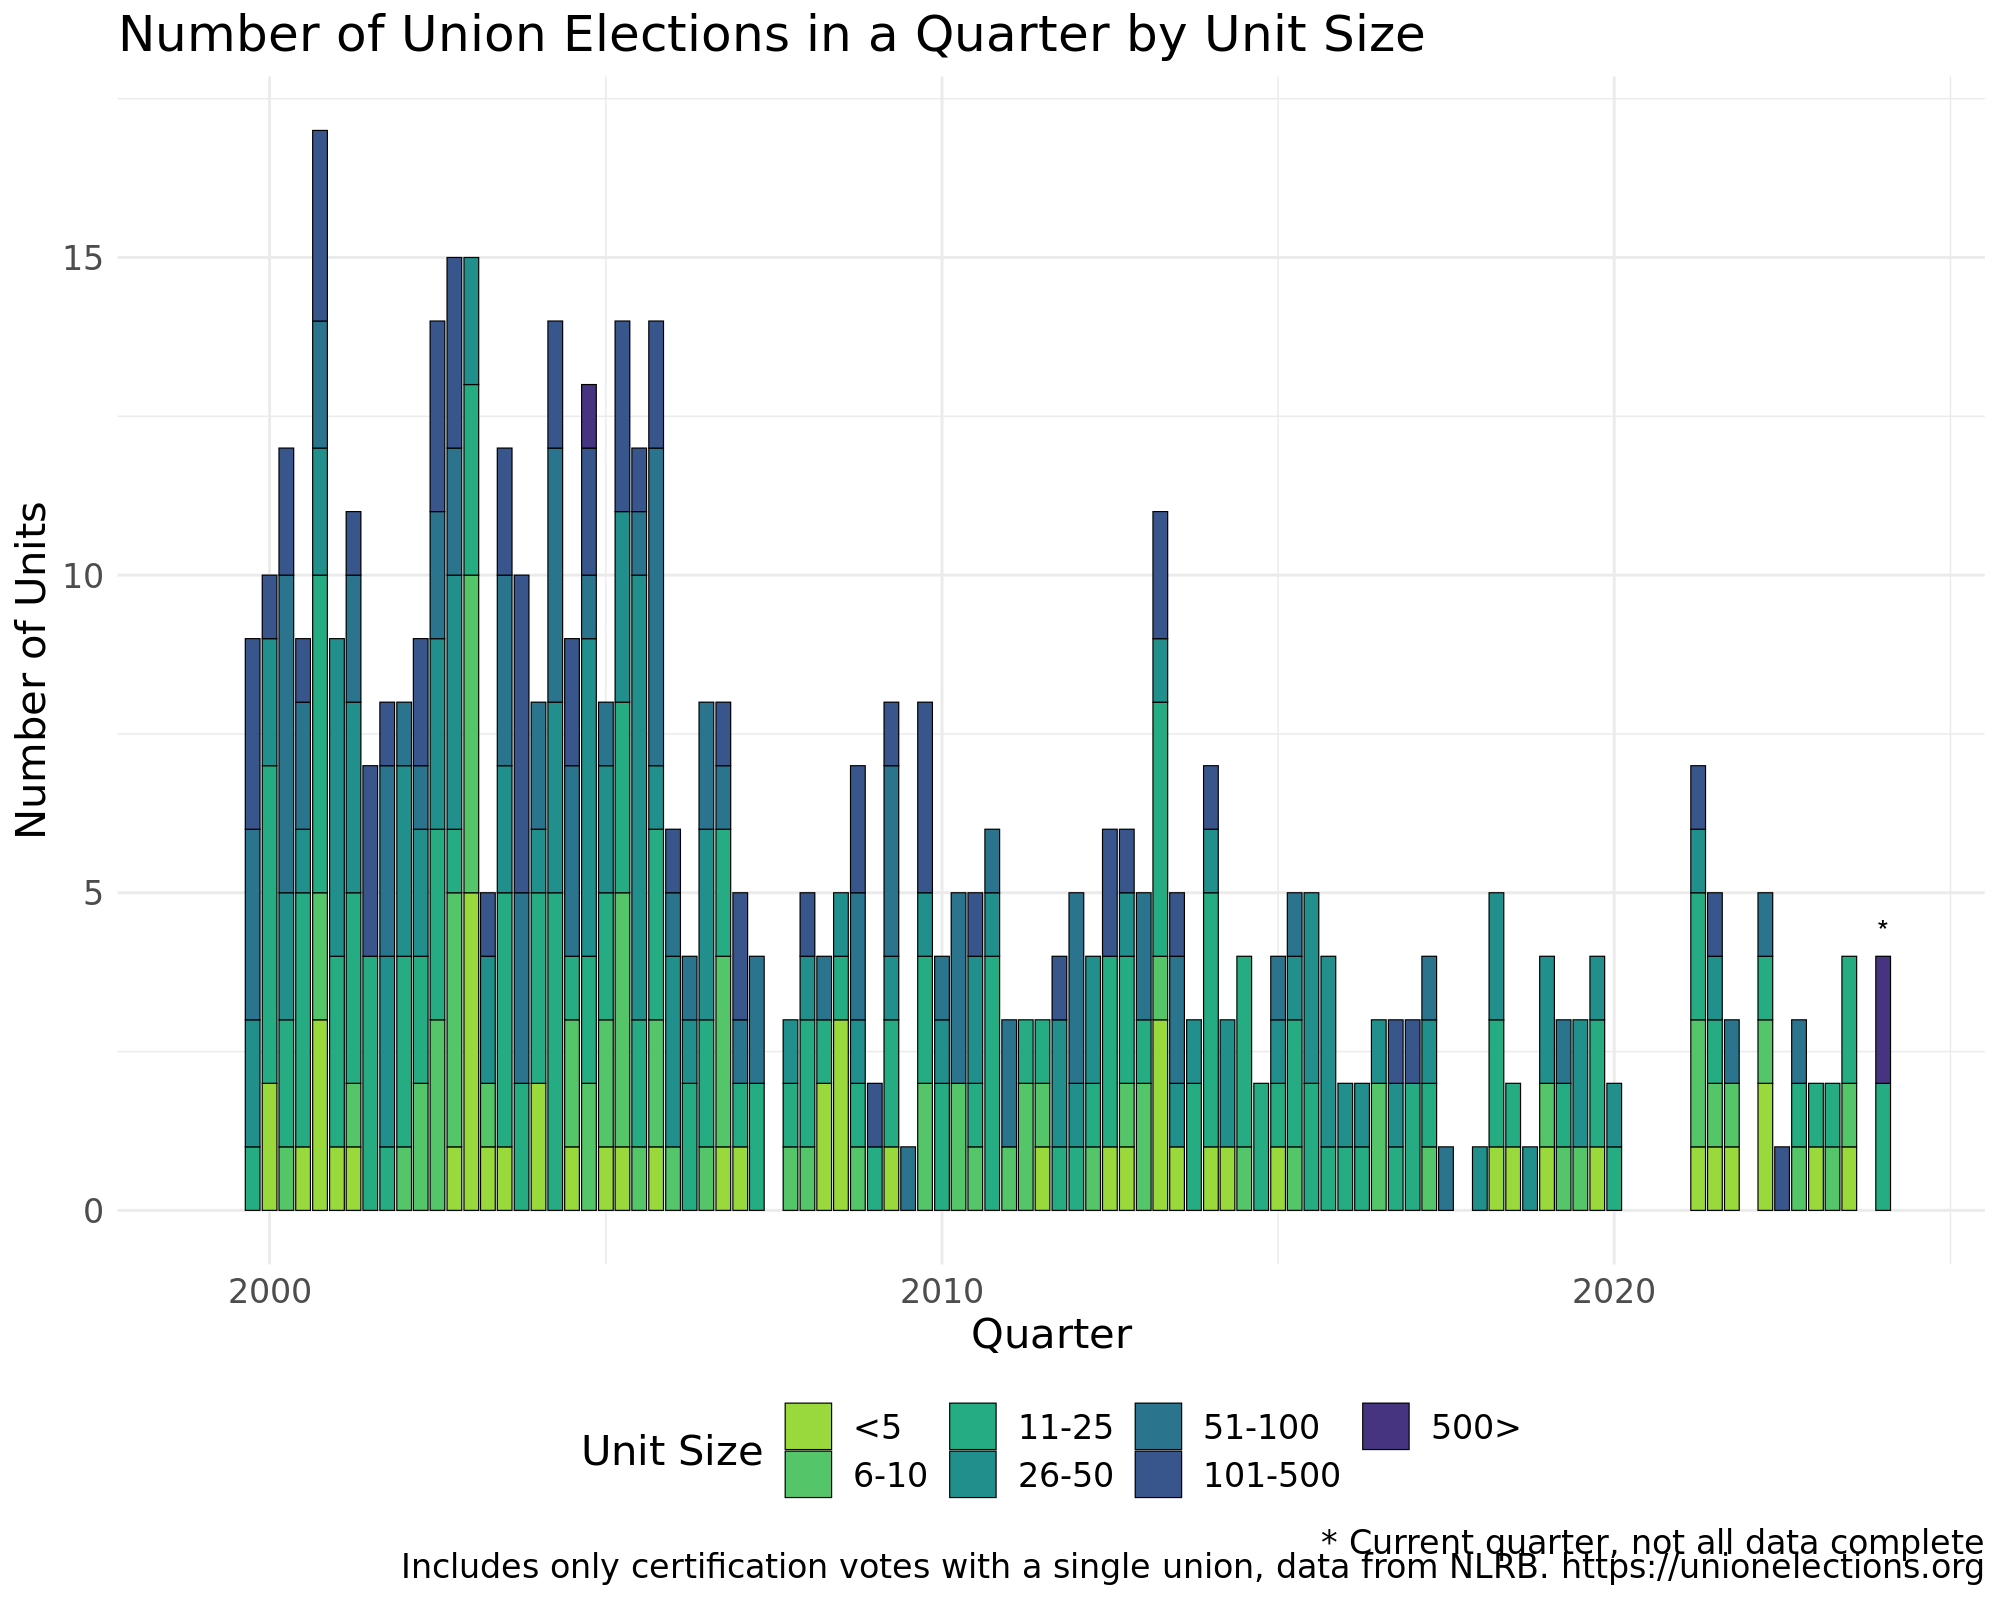 Number of Union Elections in a Quarter by Unit Size
Number of Units
15
10
5
0
*
2000 2010 2020
Quarter
Unit Size
<5 11-25 51-100 500>
6-10 26-50 101-500
* Current quarter, not all data complete
Includes only certification votes with a single union, data from NLRB. https://unionelections.org